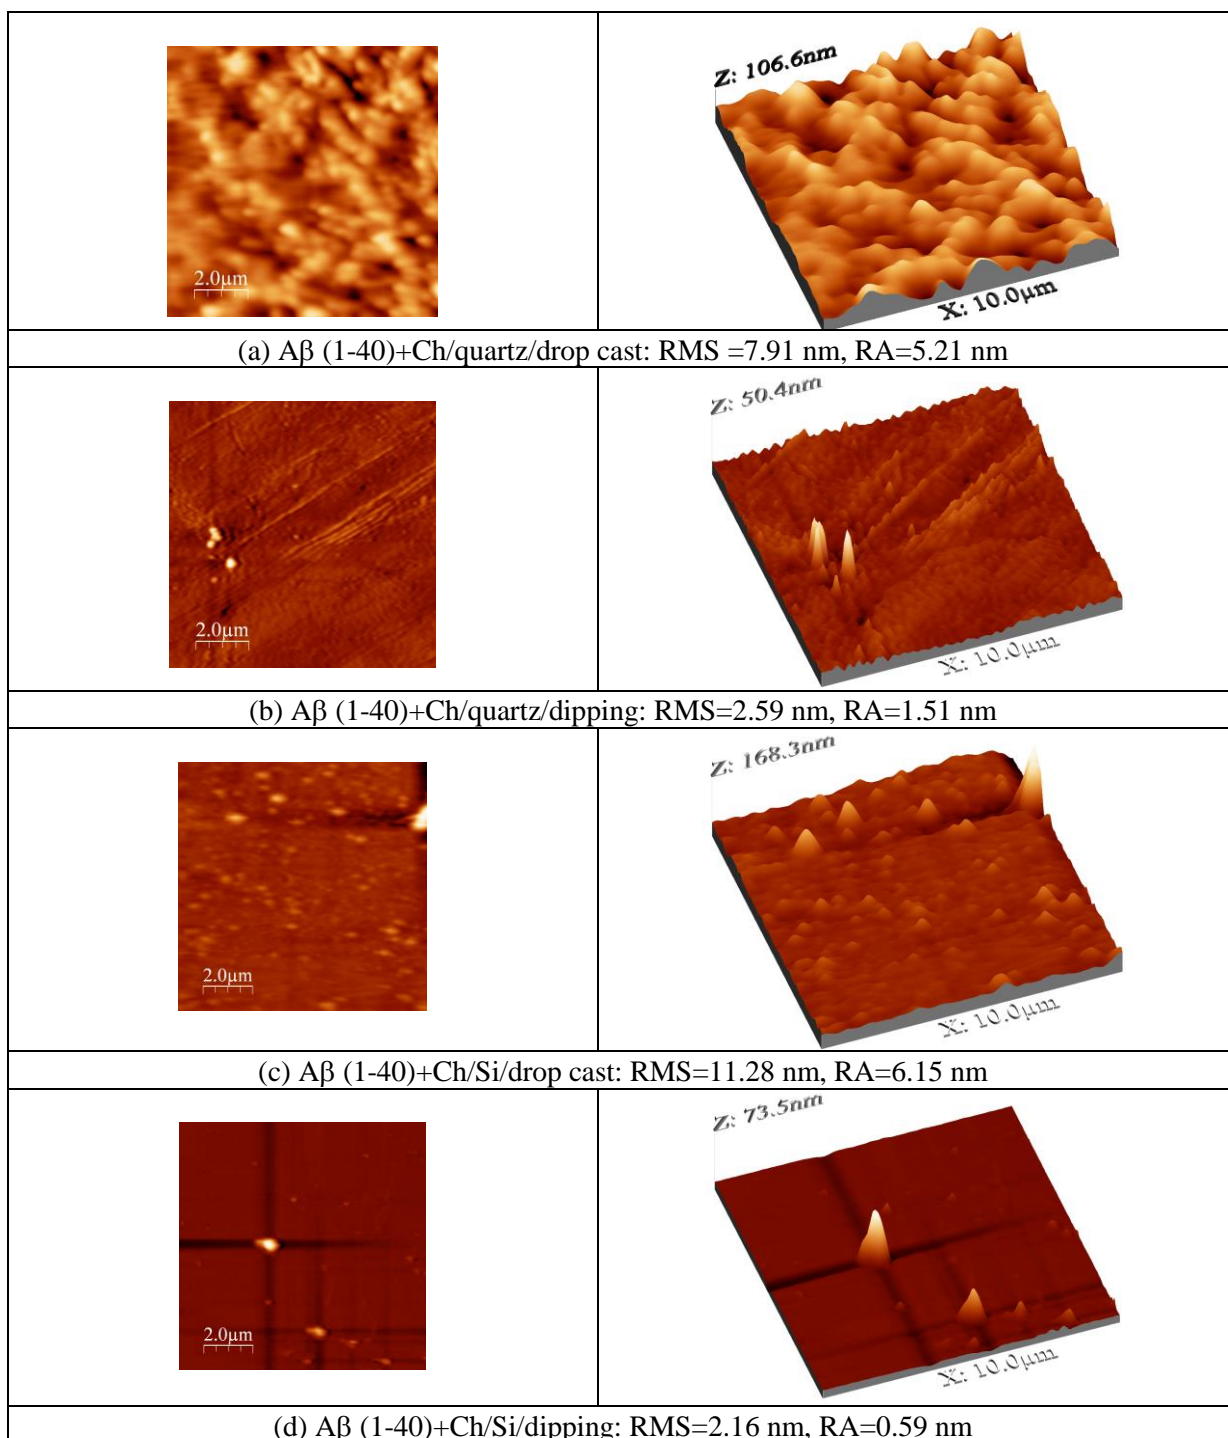 2.0μm
Z: 106.6nm
X: 10.0μm
(a) Aβ (1-40)+Ch/quartz/drop cast: RMS =7.91 nm, RA=5.21 nm
2.0μm
Z: 50.4nm
X: 10.0μm
(b) Aβ (1-40)+Ch/quartz/dipping: RMS=2.59 nm, RA=1.51 nm
2.0μm
Z: 168.3nm
X: 10.0μm
(c) Aβ (1-40)+Ch/Si/drop cast: RMS=11.28 nm, RA=6.15 nm
2.0μm
Z: 73.5nm
X: 10.0μm
(d) Aβ (1-40)+Ch/Si/dipping: RMS=2.16 nm, RA=0.59 nm